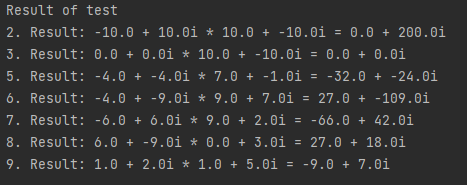 Result of test
2. Result: -10.0 + 10.0i * 10.0 + -10.0i = 0.0 + 200.0i
3. Result: 0.0 + 0.0i * 10.0 + -10.0i = 0.0 + 0.0i
5. Result: -4.0 + -4.0i * 7.0 + -1.0i = -32.0 + -24.0i
6. Result: -4.0 + -9.0i * 9.0 + 7.0i = 27.0 + -109.0i
7. Result: -6.0 + 6.0i * 9.0 + 2.0i = -66.0 + 42.0i
8. Result: 6.0 + -9.0i * 0.0 + 3.0i = 27.0 + 18.0i
9. Result: 1.0 + 2.0i * 1.0 + 5.0i = -9.0 + 7.0i